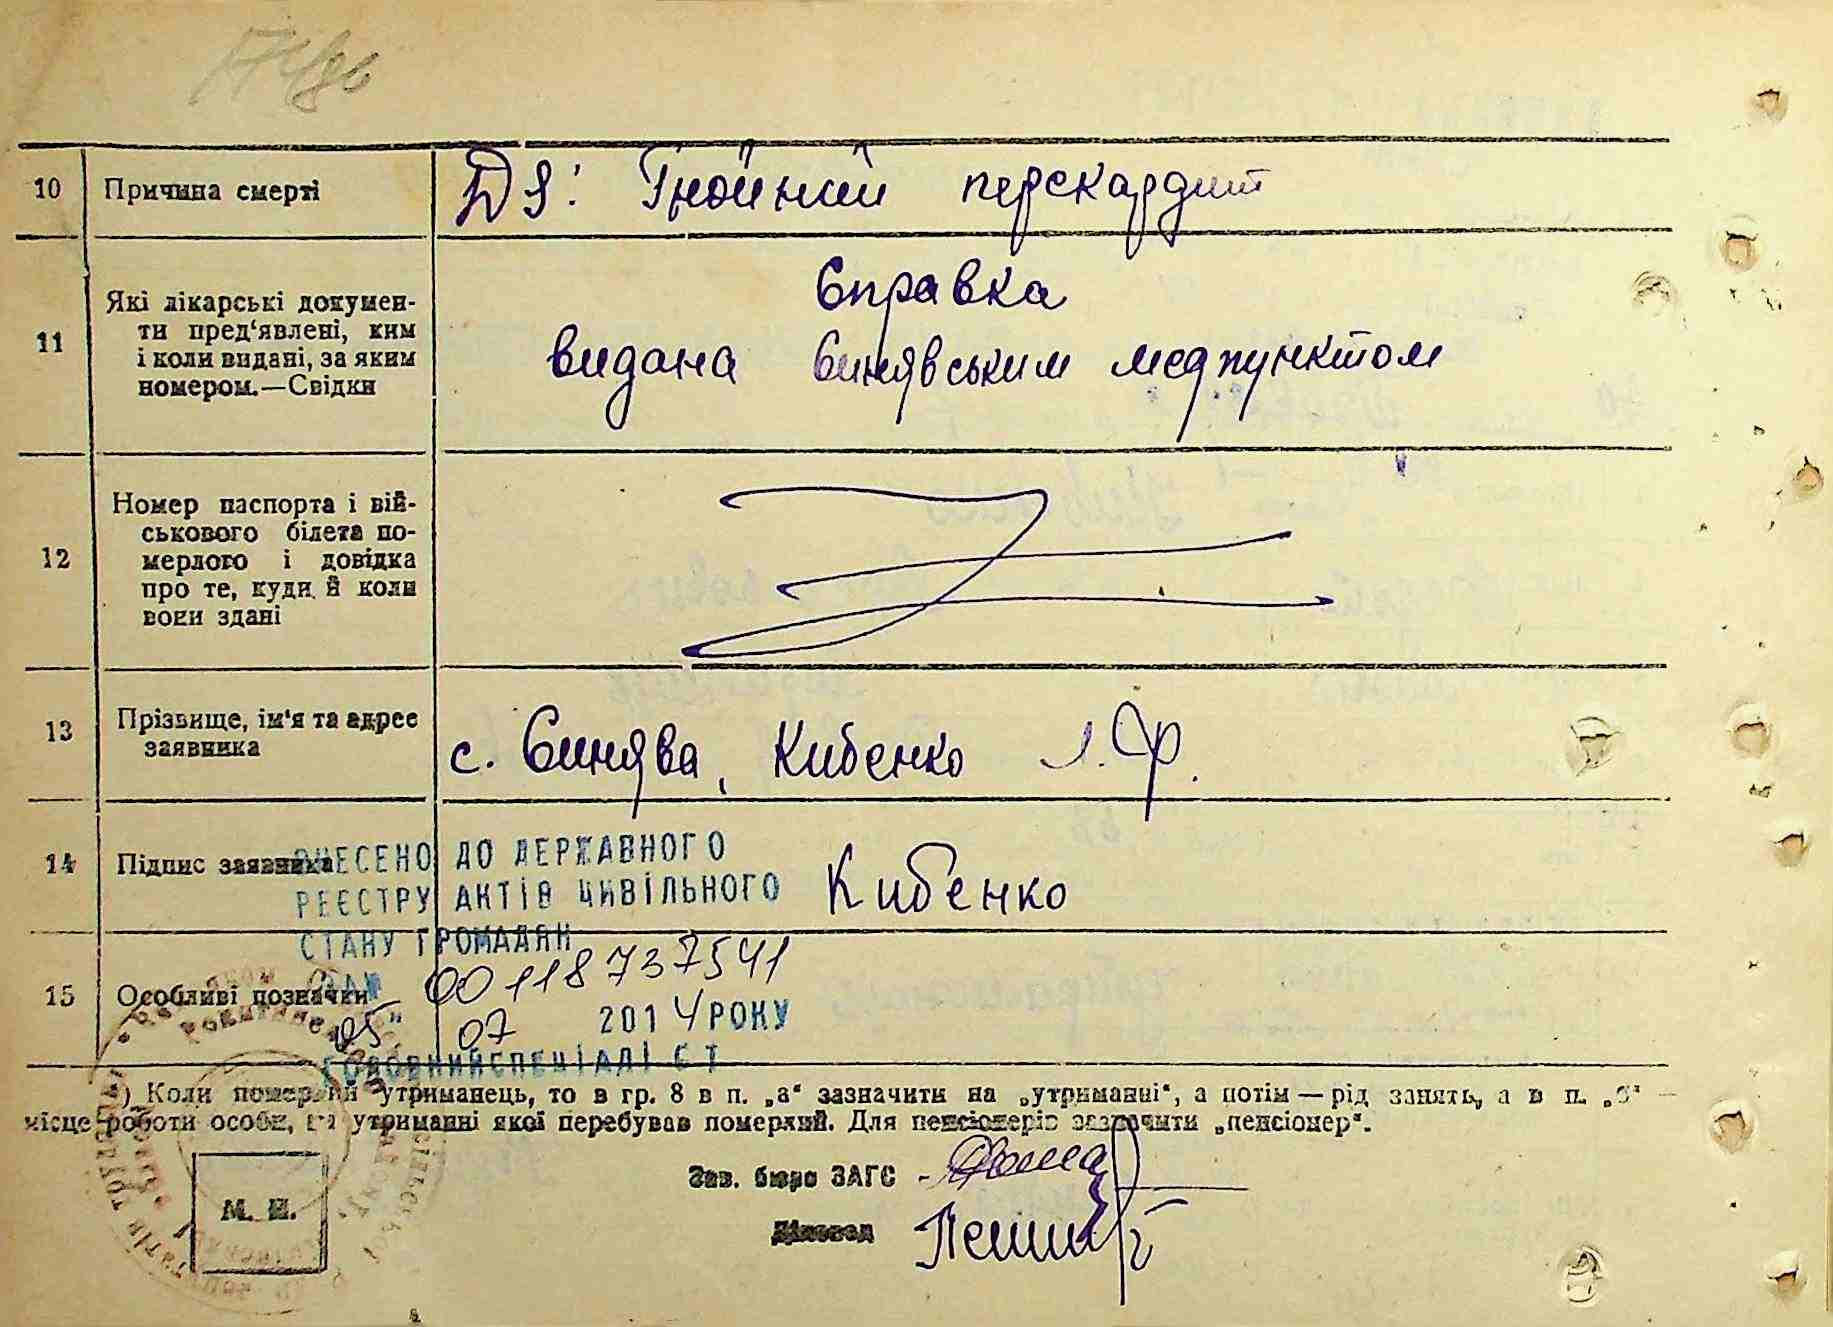 10 Причина смерті DS: Гнойний перекардит
11 Які лікарські докумен-
ти пред'явлені, ким
і коли видані, за яким
номером.—Свідки
Справка
видана Синявським медпунктом
12 Номер паспорта і вій-
ськового білета по-
мерлого і довідка
про те, куди й коли
вони здані
13 Прізвище, ім'я та адрес
заявника
с. Синява, Кибенко Л. Ф.
14 Підпис заявника Кибенко
ВНЕСЕНО ДО ДЕРЖАВНОГО
РЕЄСТРУ АКТІВ ЦИВІЛЬНОГО
СТАНУ ГРОМАДЯН
00118737541
15 Особливі позначки
"05" 07 2014 РОКУ
ГОЛОВНИЙ СПЕЦІАЛІСТ
) Коли померлий утриманець, то в гр. 8 в п. „а“ зазначити на „утриманні“, а потім — рід занять, а в п. „б“ —
місце роботи особи, на утриманні якої перебував померлий. Для пенсіонерів зазначити „пенсіонер“.
Зав. бюро ЗАГС
Діловод
М. П.